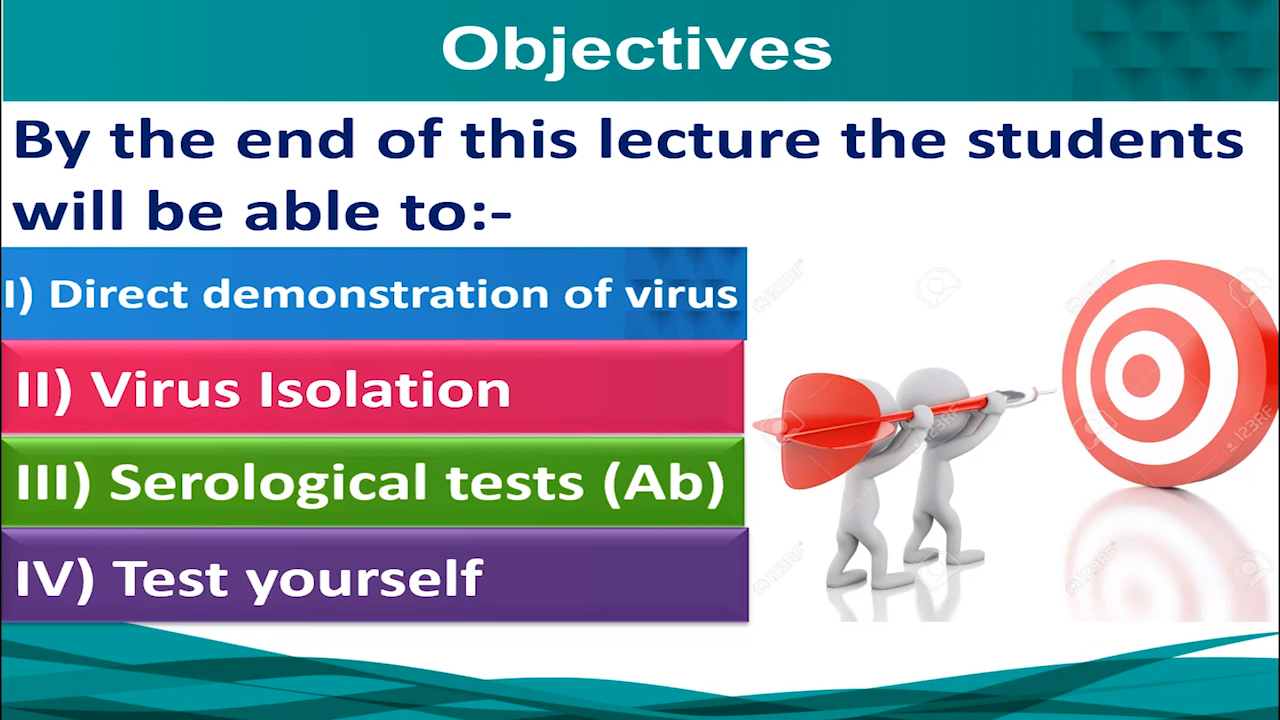 Objectives
By the end of this lecture the students
will be able to:-
I) Direct demonstration of virus
II) Virus Isolation
III) Serological tests (Ab)
IV) Test yourself
123RF